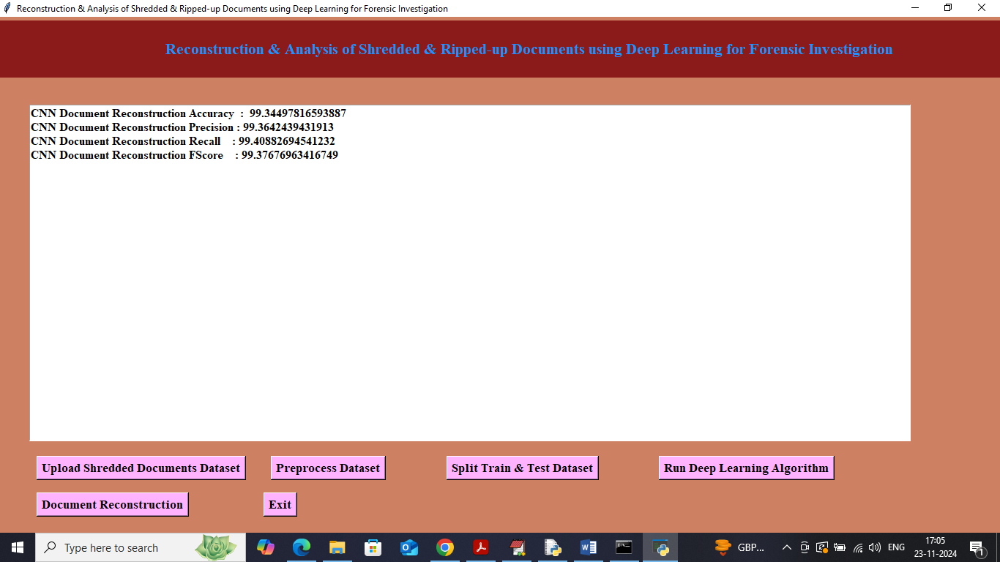 Reconstruction & Analysis of Shredded & Ripped-up Documents using Deep Learning for Forensic Investigation
Reconstruction & Analysis of Shredded & Ripped-up Documents using Deep Learning for Forensic Investigation
CNN Document Reconstruction Accuracy : 99.34497816593887
CNN Document Reconstruction Precision : 99.3642439431913
CNN Document Reconstruction Recall : 99.40882694541232
CNN Document Reconstruction FScore : 99.37676963416749
Upload Shredded Documents Dataset
Preprocess Dataset
Split Train & Test Dataset
Run Deep Learning Algorithm
Document Reconstruction
Exit
Type here to search
GBP...
ENG
17:05
23-11-2024
1